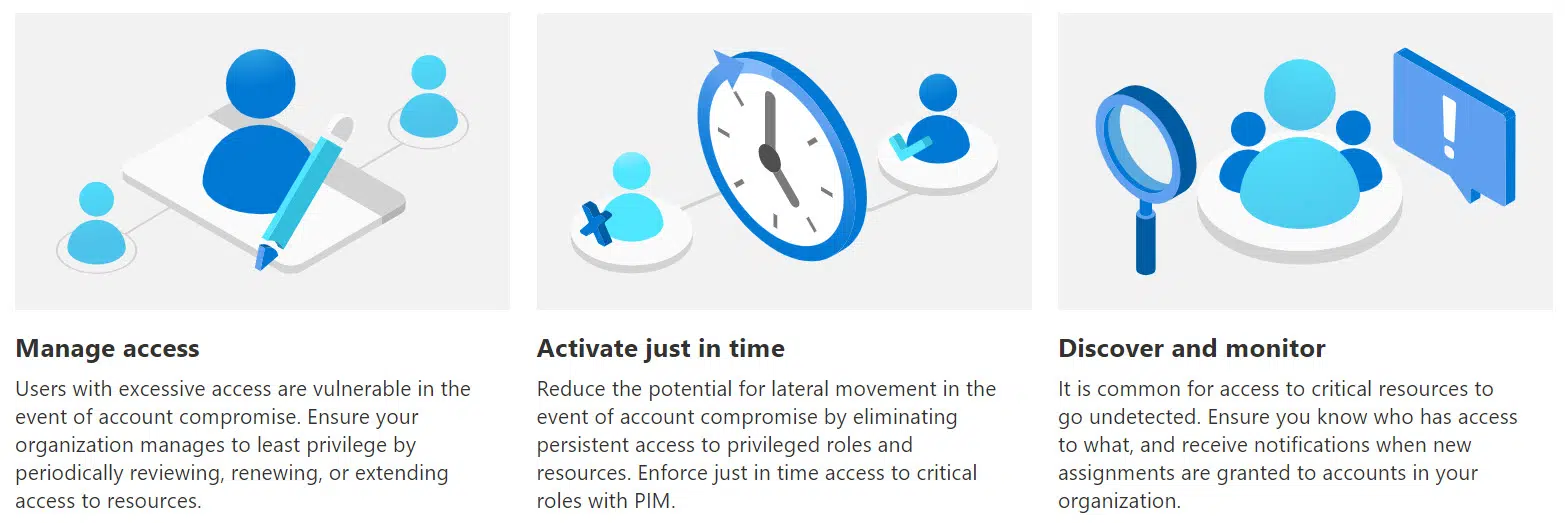 Manage access
Users with excessive access are vulnerable in the
event of account compromise. Ensure your
organization manages to least privilege by
periodically reviewing, renewing, or extending
access to resources.
Activate just in time
Reduce the potential for lateral movement in the
event of account compromise by eliminating
persistent access to privileged roles and
resources. Enforce just in time access to critical
roles with PIM.
Discover and monitor
It is common for access to critical resources to
go undetected. Ensure you know who has access
to what, and receive notifications when new
assignments are granted to accounts in your
organization.